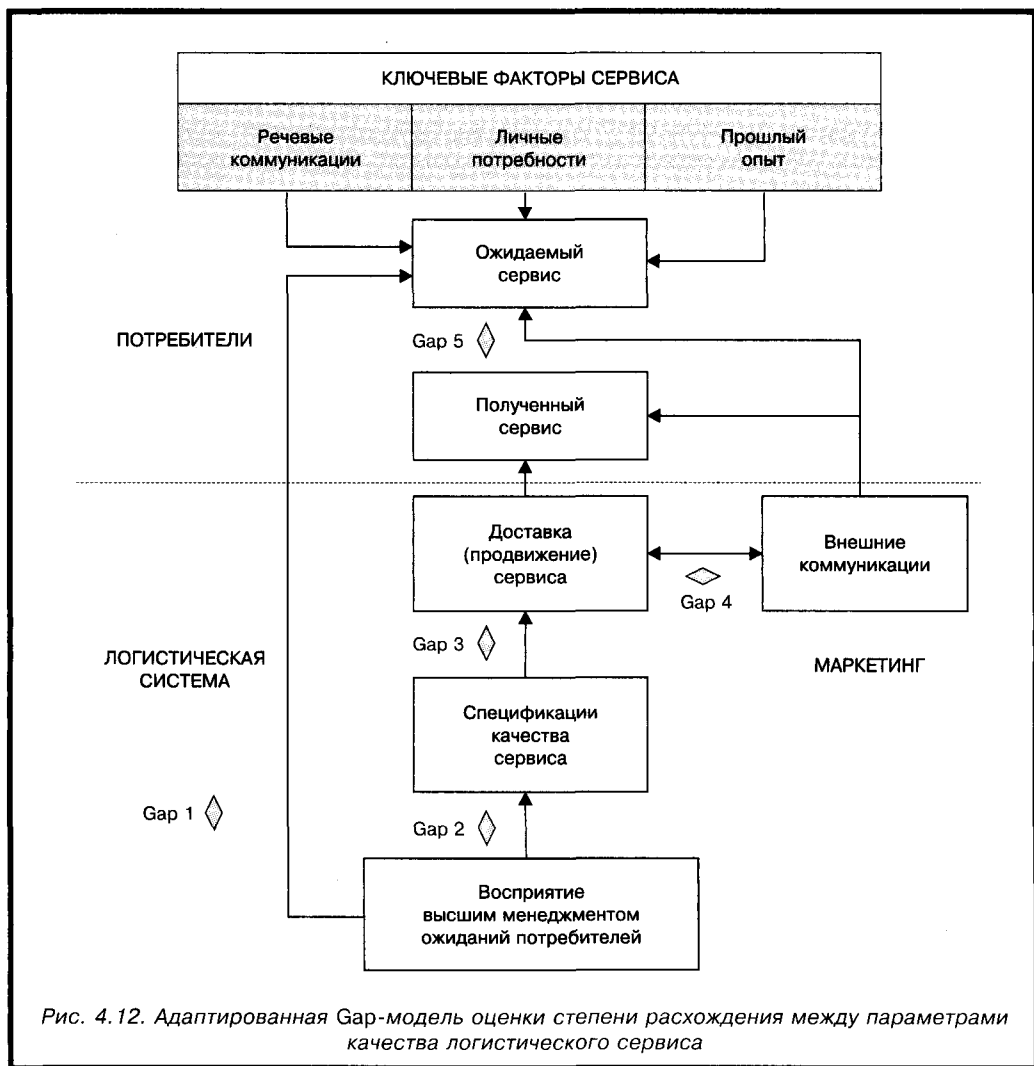 КЛЮЧЕВЫЕ ФАКТОРЫ СЕРВИСА
Речевые
коммуникации
Личные
потребности
Прошлый
опыт
Ожидаемый
сервис
ПОТРЕБИТЕЛИ
Gap 5
Полученный
сервис
Доставка
(продвижение)
сервиса
Внешние
коммуникации
Gap 4
Gap 3
ЛОГИСТИЧЕСКАЯ
СИСТЕМА
МАРКЕТИНГ
Спецификации
качества
сервиса
Gap 1
Gap 2
Восприятие
высшим менеджментом
ожиданий потребителей
Рис. 4.12. Адаптированная Gap-модель оценки степени расхождения между параметрами
качества логистического сервиса